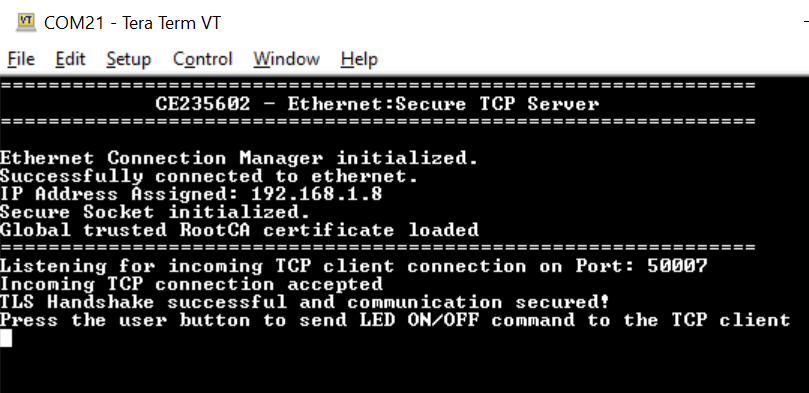 COM21 - Tera Term VT
File Edit Setup Control Window Help
===============================================================
CE235602 - Ethernet:Secure TCP Server
===============================================================
Ethernet Connection Manager initialized.
Successfully connected to ethernet.
IP Address Assigned: 192.168.1.8
Secure Socket initialized.
Global trusted RootCA certificate loaded
===============================================================
Listening for incoming TCP client connection on Port: 50007
Incoming TCP connection accepted
TLS Handshake successful and communication secured!
Press the user button to send LED ON/OFF command to the TCP client